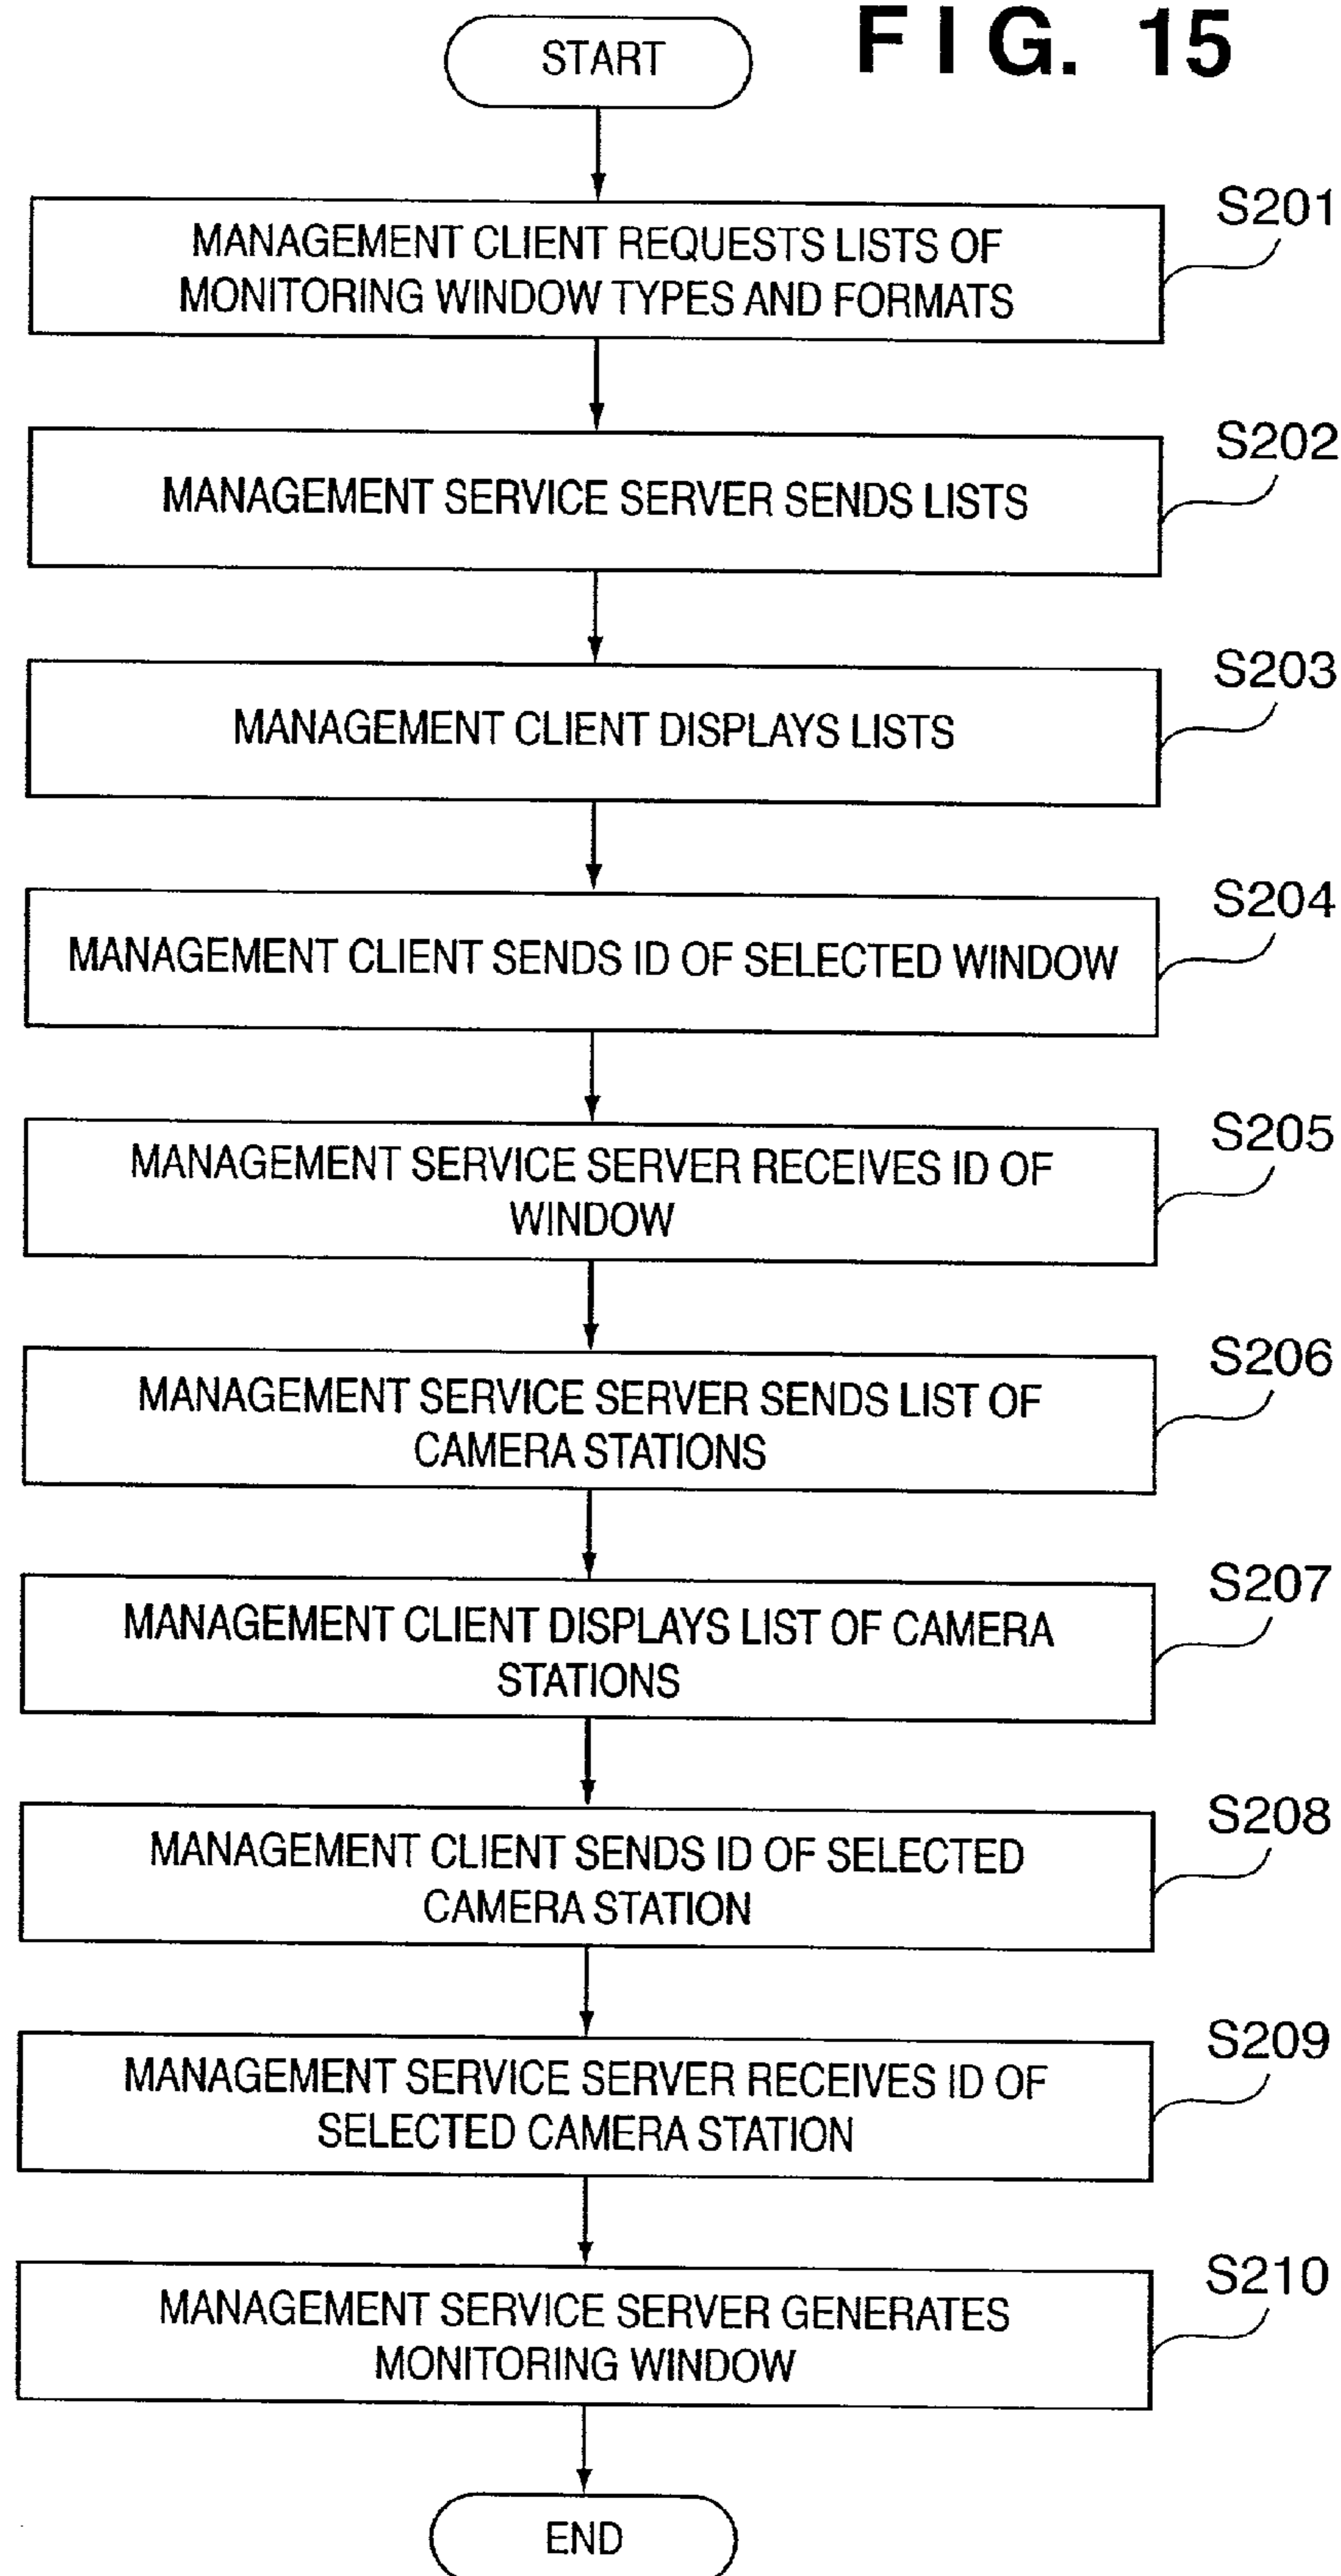 FIG. 15
START
MANAGEMENT CLIENT REQUESTS LISTS OF
MONITORING WINDOW TYPES AND FORMATS
S201
MANAGEMENT SERVICE SERVER SENDS LISTS
S202
MANAGEMENT CLIENT DISPLAYS LISTS
S203
MANAGEMENT CLIENT SENDS ID OF SELECTED WINDOW
S204
MANAGEMENT SERVICE SERVER RECEIVES ID OF
WINDOW
S205
MANAGEMENT SERVICE SERVER SENDS LIST OF
CAMERA STATIONS
S206
MANAGEMENT CLIENT DISPLAYS LIST OF CAMERA
STATIONS
S207
MANAGEMENT CLIENT SENDS ID OF SELECTED
CAMERA STATION
S208
MANAGEMENT SERVICE SERVER RECEIVES ID OF
SELECTED CAMERA STATION
S209
MANAGEMENT SERVICE SERVER GENERATES
MONITORING WINDOW
S210
END